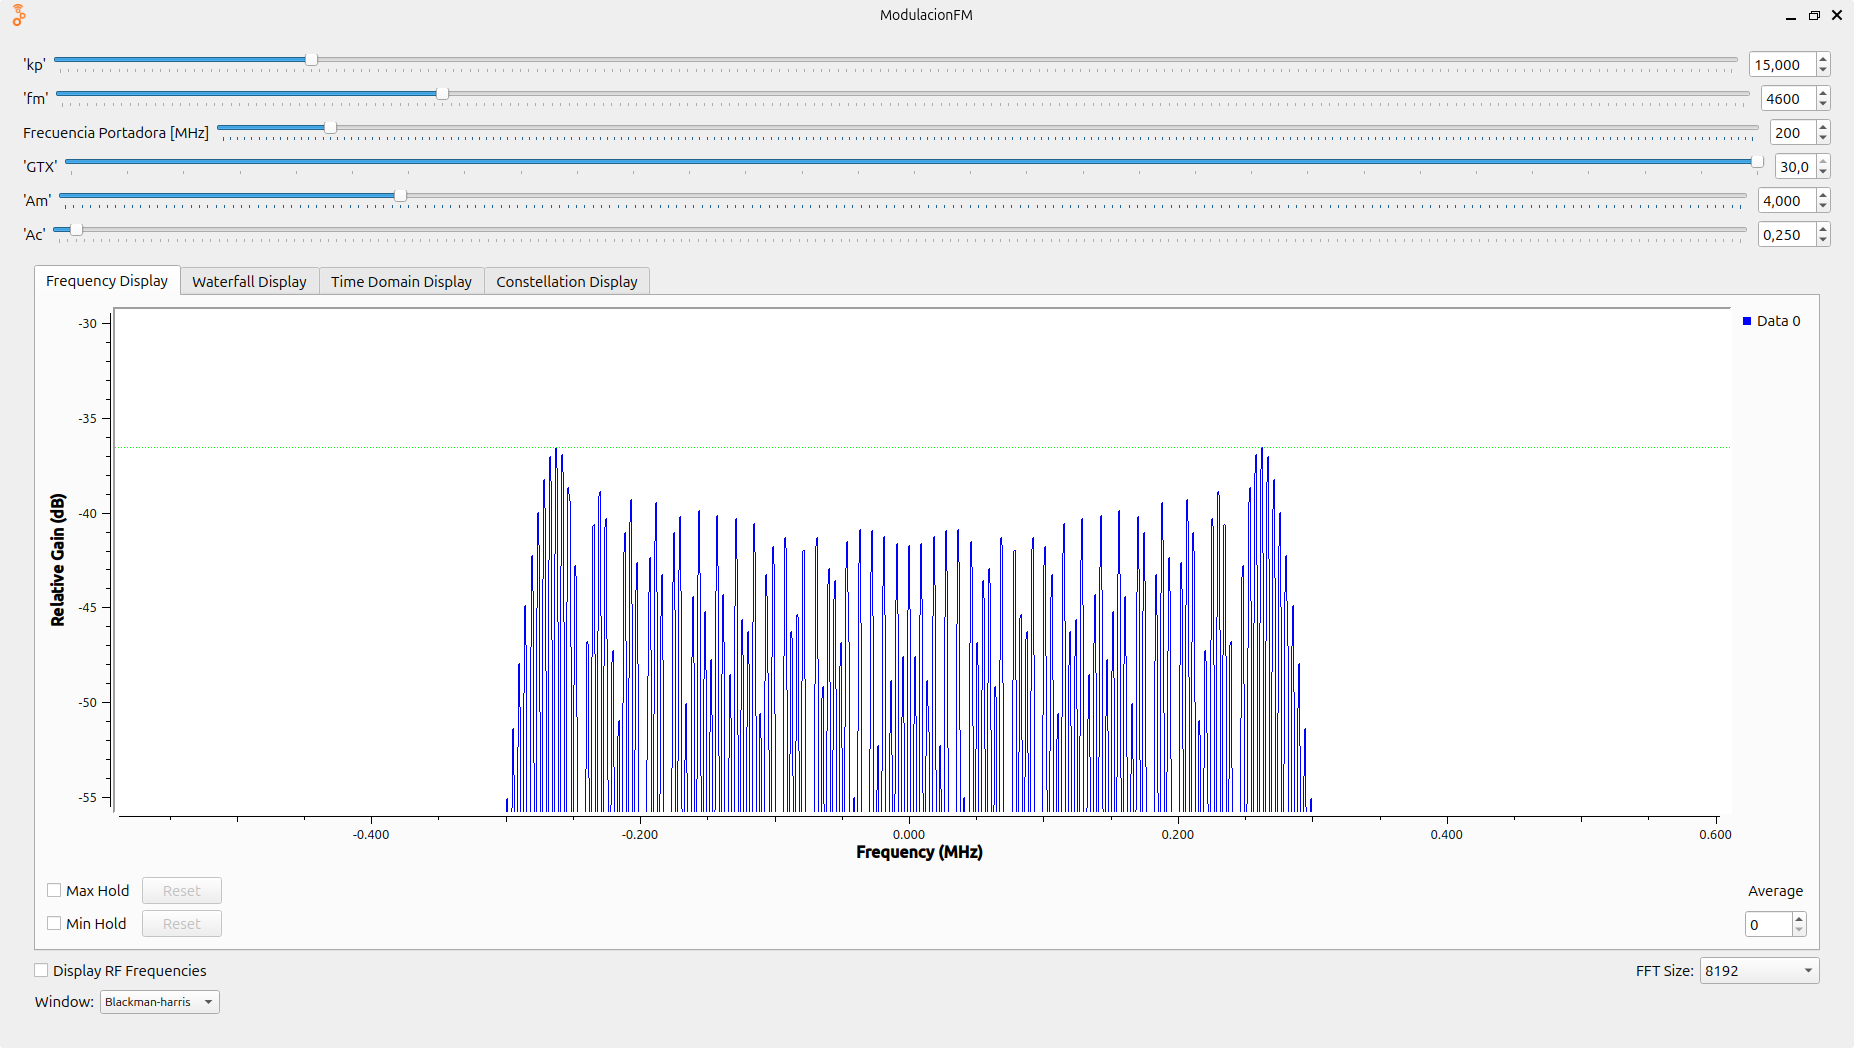 ModulacionFM
'kp' 15,000
'fm' 4600
Frecuencia Portadora [MHz] 200
'GTX' 30,0
'Am' 4,000
'Ac' 0,250
Frequency Display Waterfall Display Time Domain Display Constellation Display
Data 0
Relative Gain (dB)
-30
-35
-40
-45
-50
-55
-0.400 -0.200 0.000 0.200 0.400 0.600
Frequency (MHz)
Max Hold Reset Average
Min Hold Reset 0
Display RF Frequencies FFT Size: 8192
Window: Blackman-harris